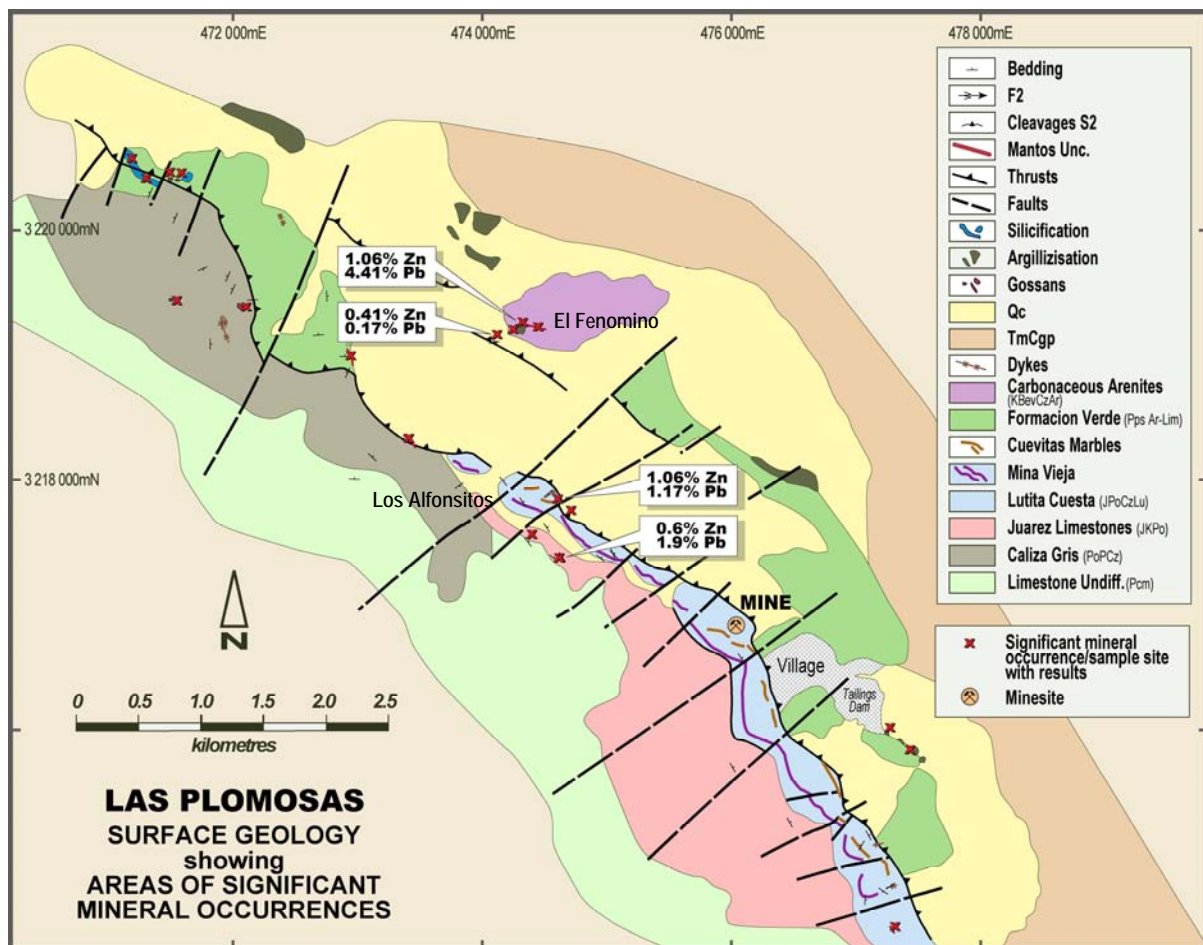 472 000mE
474 000mE
476 000mE
478 000mE
3 220 000mN
3 218 000mN
1.06% Zn
4.41% Pb
0.41% Zn
0.17% Pb
El Fenomino
Los Alfonsitos
1.06% Zn
1.17% Pb
0.6% Zn
1.9% Pb
MINE
Village
Tailings
Dam
N
0 0.5 1.0 1.5 2.0 2.5
kilometres
LAS PLOMOSAS
SURFACE GEOLOGY
showing
AREAS OF SIGNIFICANT
MINERAL OCCURRENCES
Bedding
F2
Cleavages S2
Mantos Unc.
Thrusts
Faults
Silicification
Argillizisation
Gossans
Qc
TmCgp
Dykes
Carbonaceous Arenites
(KBevCzAr)
Formacion Verde (Pps Ar-Lim)
Cuevitas Marbles
Mina Vieja
Lutita Cuesta (JPoCzLu)
Juarez Limestones (JKPo)
Caliza Gris (PoPCz)
Limestone Undiff. (Pcm)
Significant mineral
occurrence/sample site
with results
Minesite